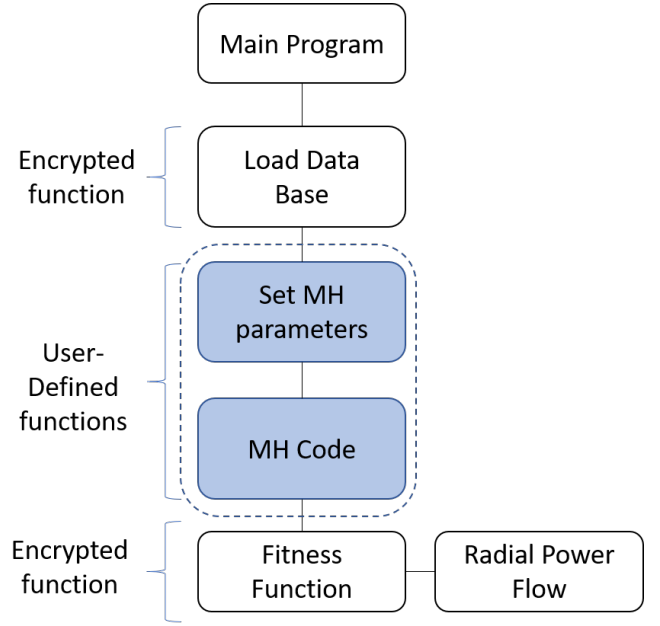 Main Program
Encrypted
function
Load Data
Base
Set MH
parameters
User-
Defined
functions
MH Code
Encrypted
function
Fitness
Function
Radial Power
Flow